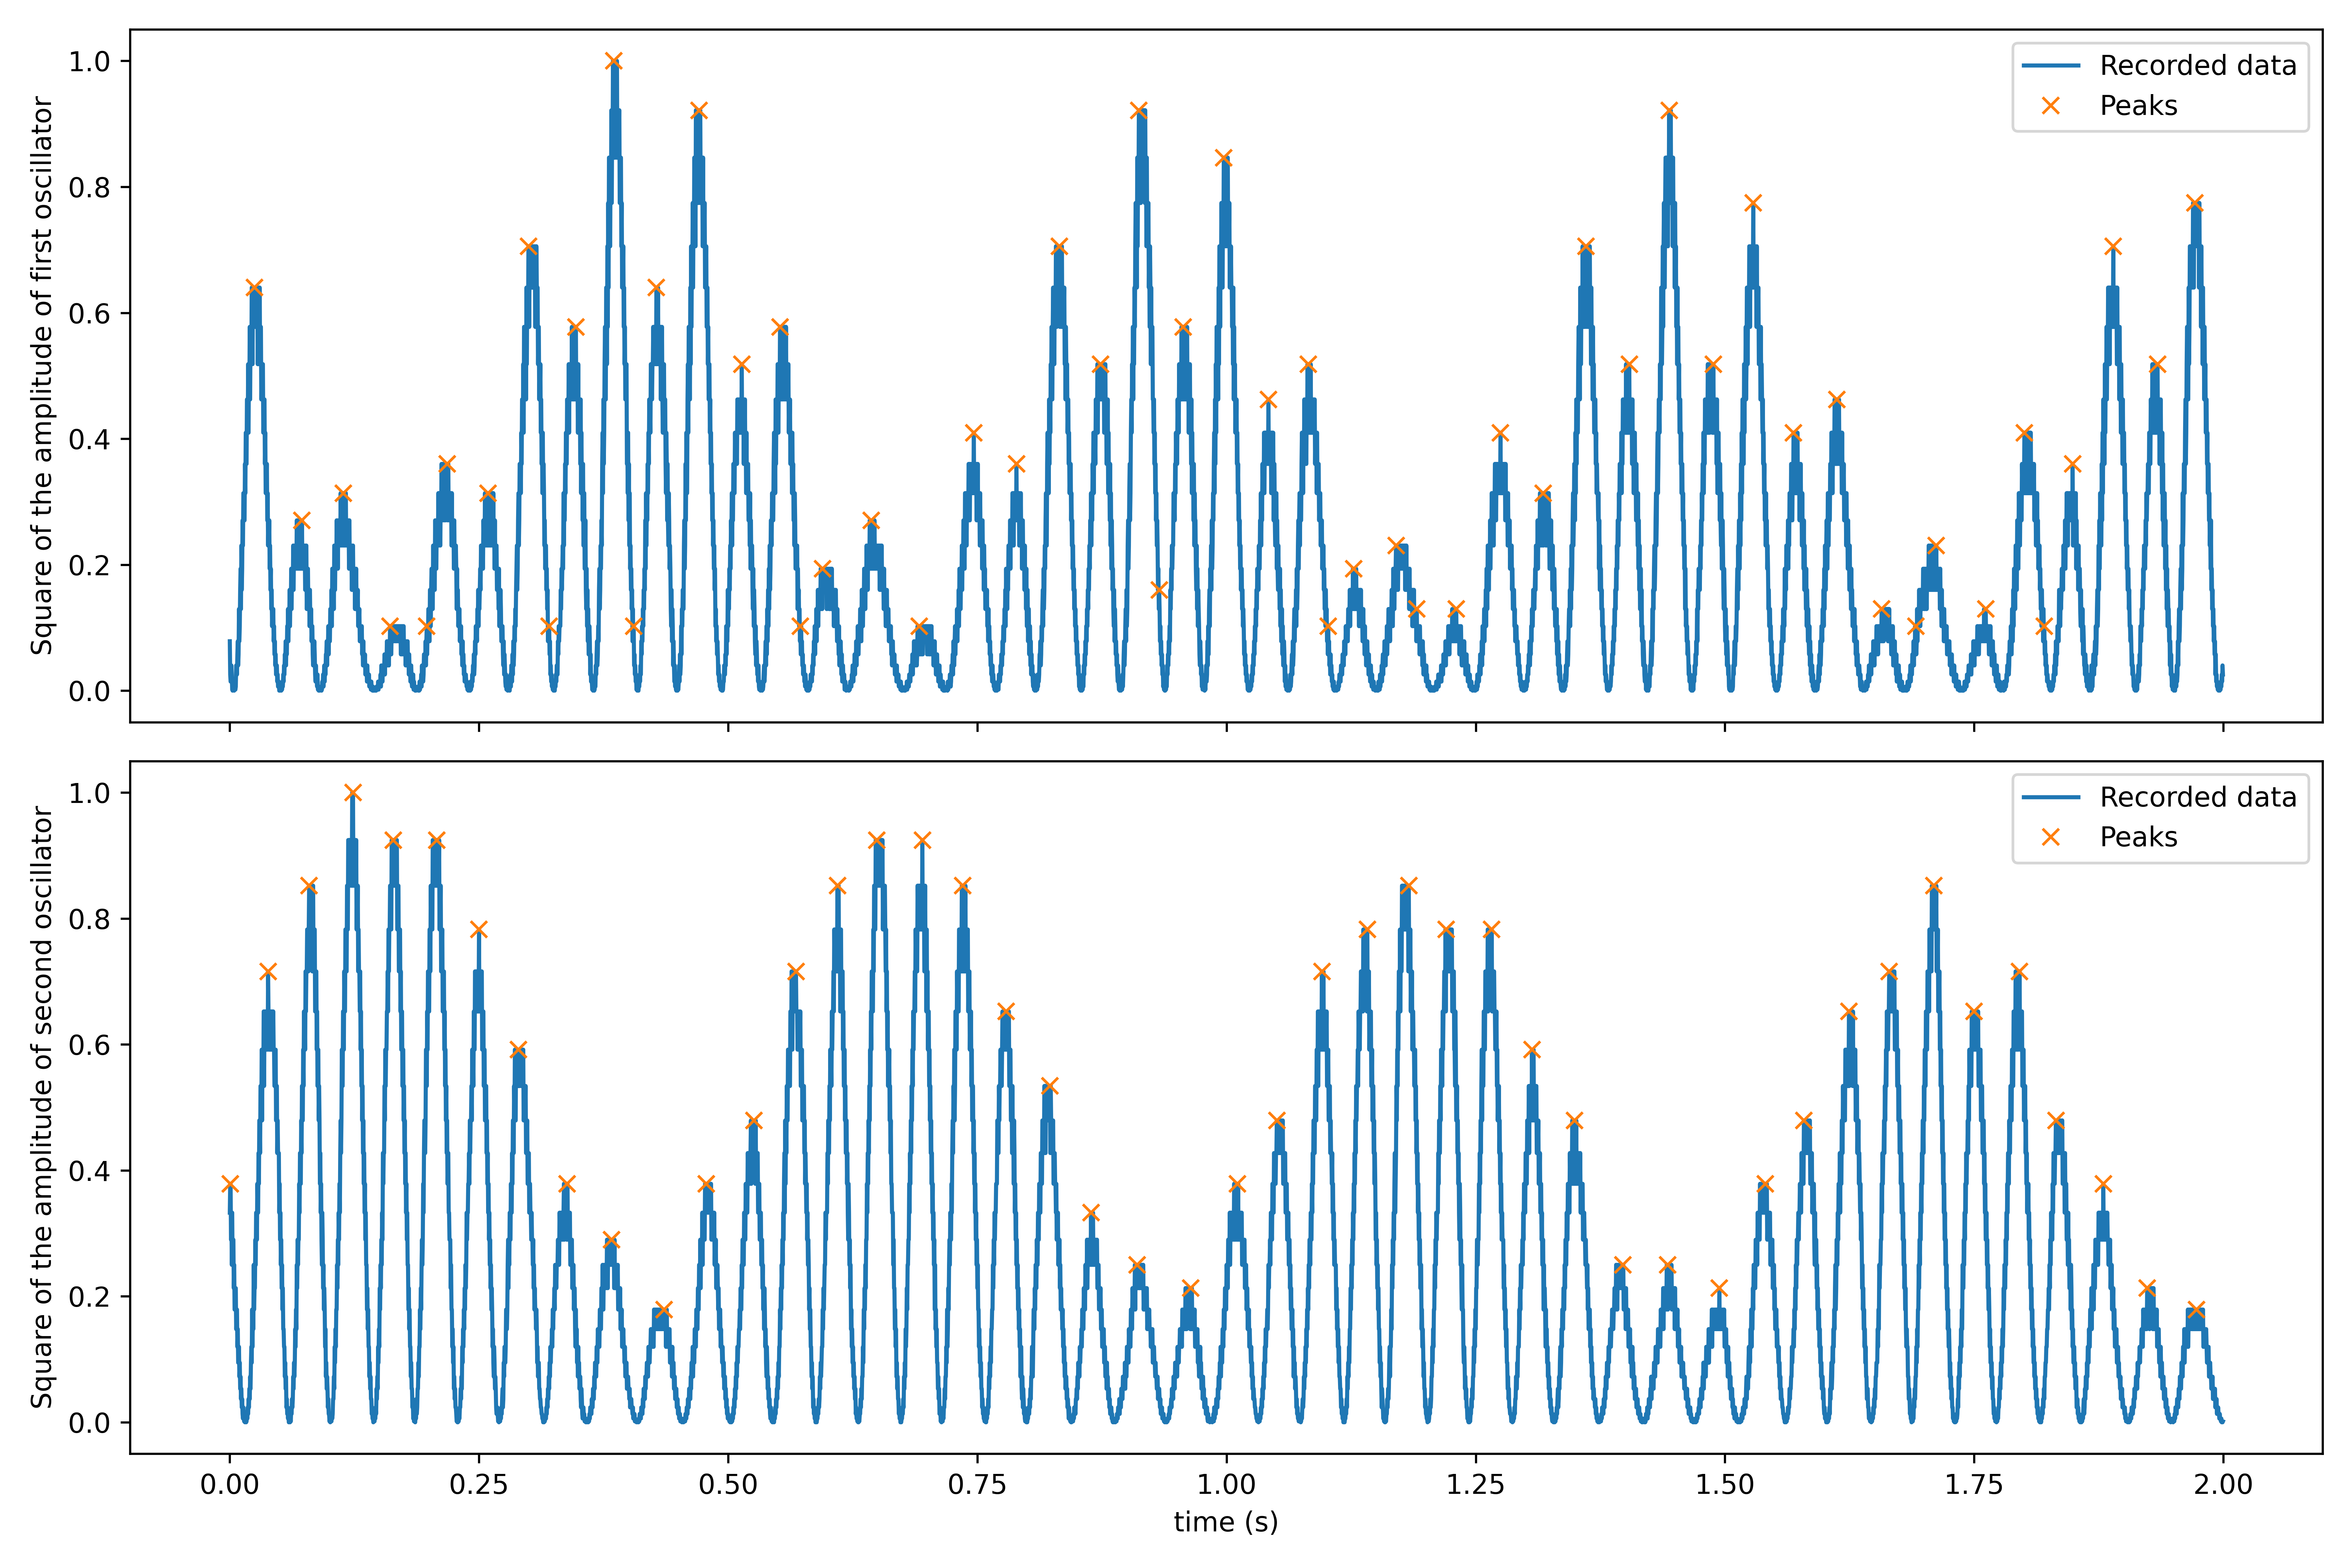 Square of the amplitude of first oscillator
1.0
0.8
0.6
0.4
0.2
0.0
Recorded data
Peaks
Square of the amplitude of second oscillator
1.0
0.8
0.6
0.4
0.2
0.0
Recorded data
Peaks
0.00 0.25 0.50 0.75 1.00 1.25 1.50 1.75 2.00
time (s)